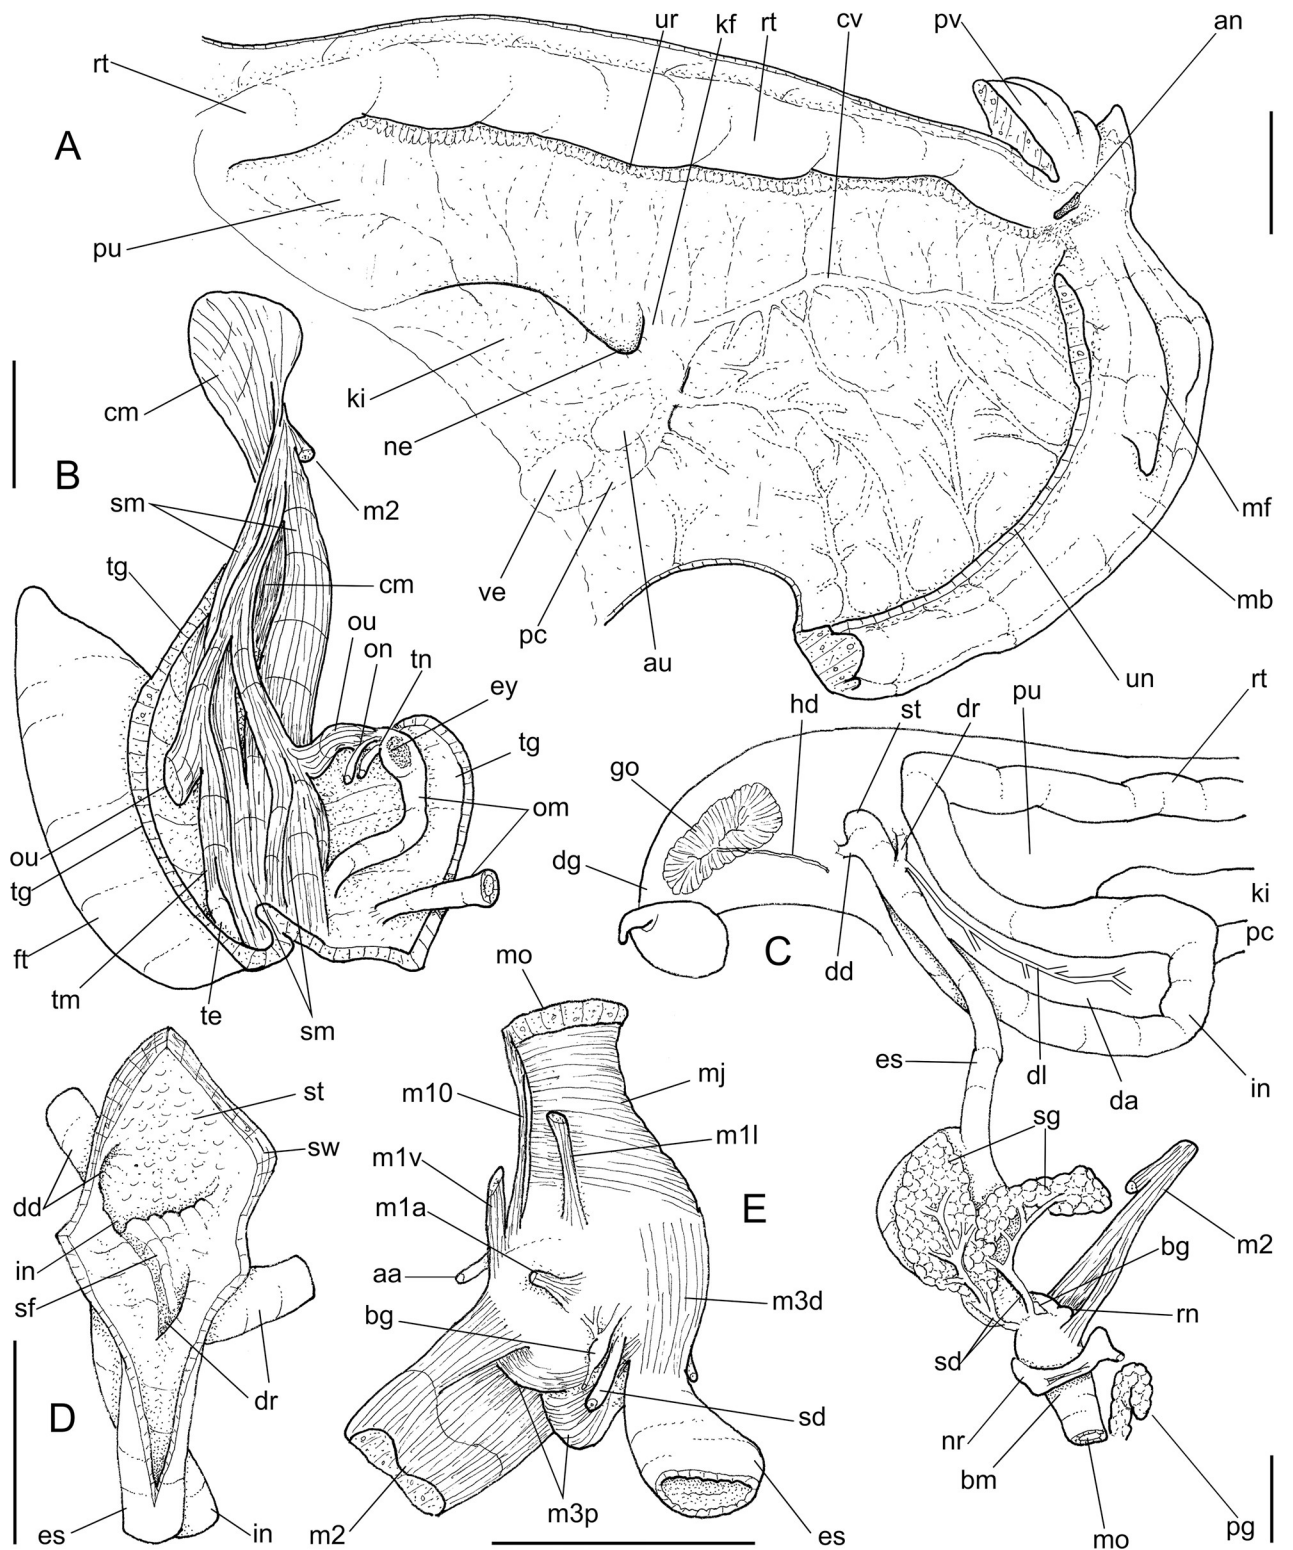 ur kf rt cv pv an
rt
A
pu
ki
ne
ve
pc
au
mf
mb
un
cm
B
sm
m2
tg
cm
ou
on
tn
ey
tg
om
ou
tg
ft
tm
te
sm
hd
st
dr
pu
rt
go
dg
C
dd
ki
pc
es
dl
da
in
sg
m2
bg
rn
sd
nr
bm
mo
pg
st
sw
dd
in
sf
dr
D
es
in
mo
m10
mj
m1l
m1v
m1a
E
aa
bg
m3d
sd
m2
m3p
es